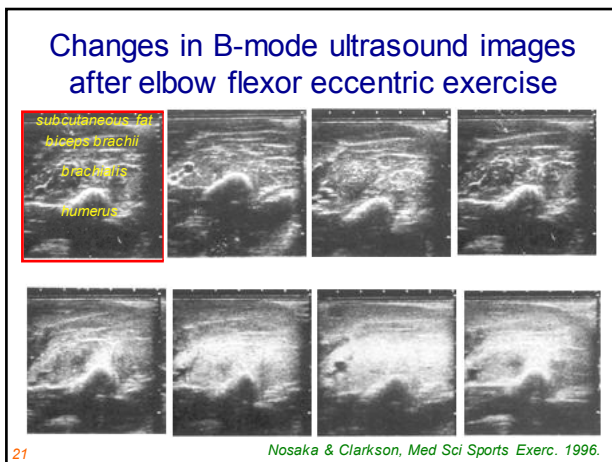 Changes in B-mode ultrasound images
after elbow flexor eccentric exercise
subcutaneous fat
biceps brachii
brachialis
humerus
21
Nosaka & Clarkson, Med Sci Sports Exerc. 1996.